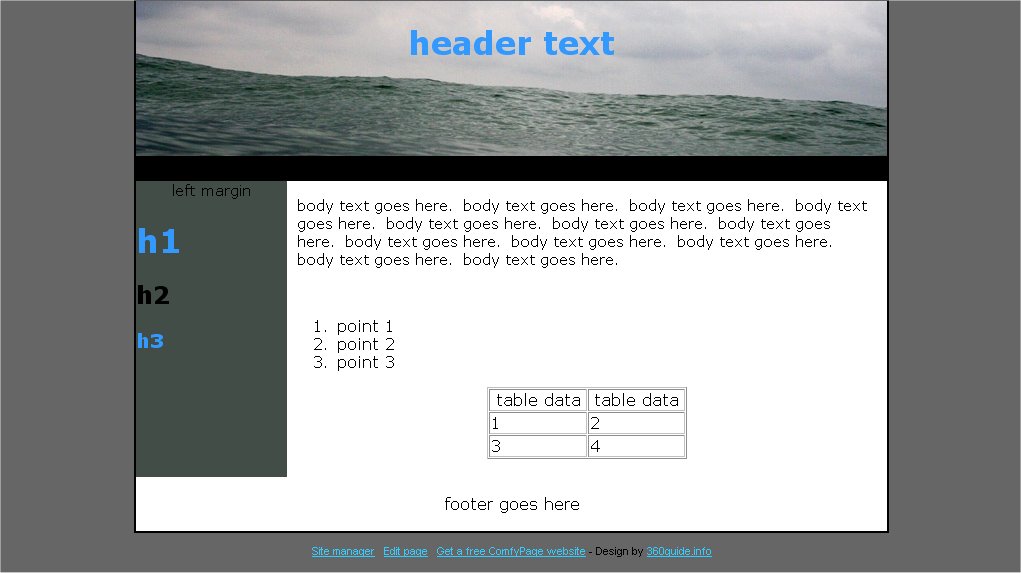 header text
left margin
h1
h2
h3
body text goes here.  body text goes here.  body text goes here.  body text
goes here.  body text goes here.  body text goes here.  body text goes
here.  body text goes here.  body text goes here.  body text goes here.
body text goes here.  body text goes here.
1. point 1
2. point 2
3. point 3
table data table data
1 2
3 4
footer goes here
Site manager Edit page Get a free ComfyPage website - Design by 360guide.info